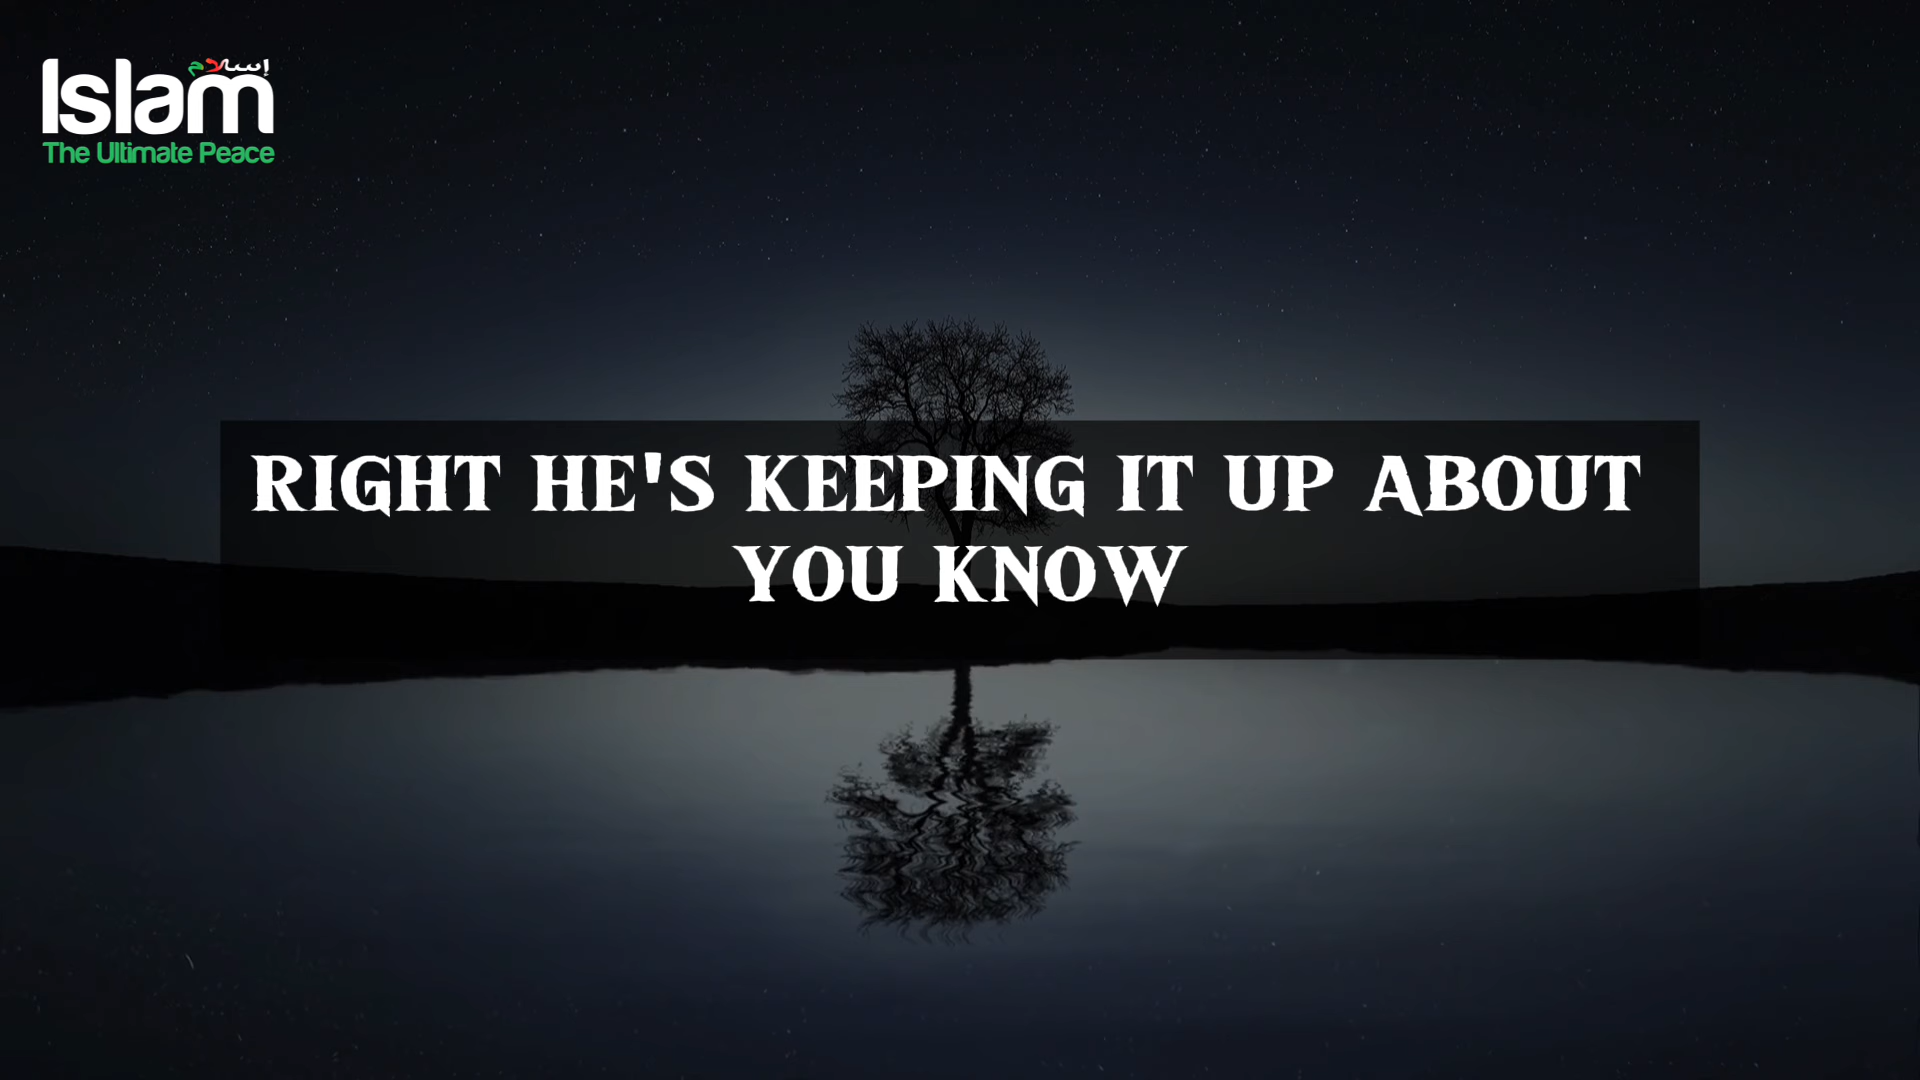 إسلام
Islam
The Ultimate Peace
RIGHT HE'S KEEPING IT UP ABOUT
YOU KNOW